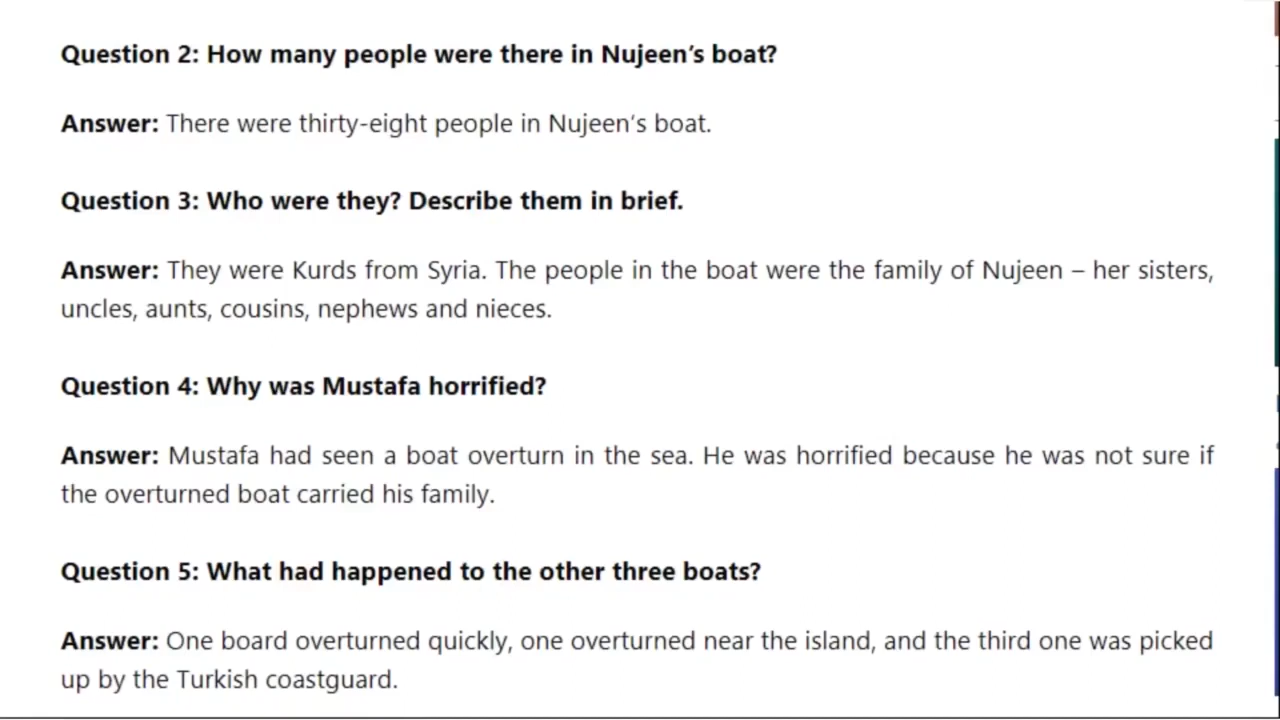 Question 2: How many people were there in Nujeen’s boat?
Answer: There were thirty-eight people in Nujeen’s boat.
Question 3: Who were they? Describe them in brief.
Answer: They were Kurds from Syria. The people in the boat were the family of Nujeen – her sisters,
uncles, aunts, cousins, nephews and nieces.
Question 4: Why was Mustafa horrified?
Answer: Mustafa had seen a boat overturn in the sea. He was horrified because he was not sure if
the overturned boat carried his family.
Question 5: What had happened to the other three boats?
Answer: One board overturned quickly, one overturned near the island, and the third one was picked
up by the Turkish coastguard.